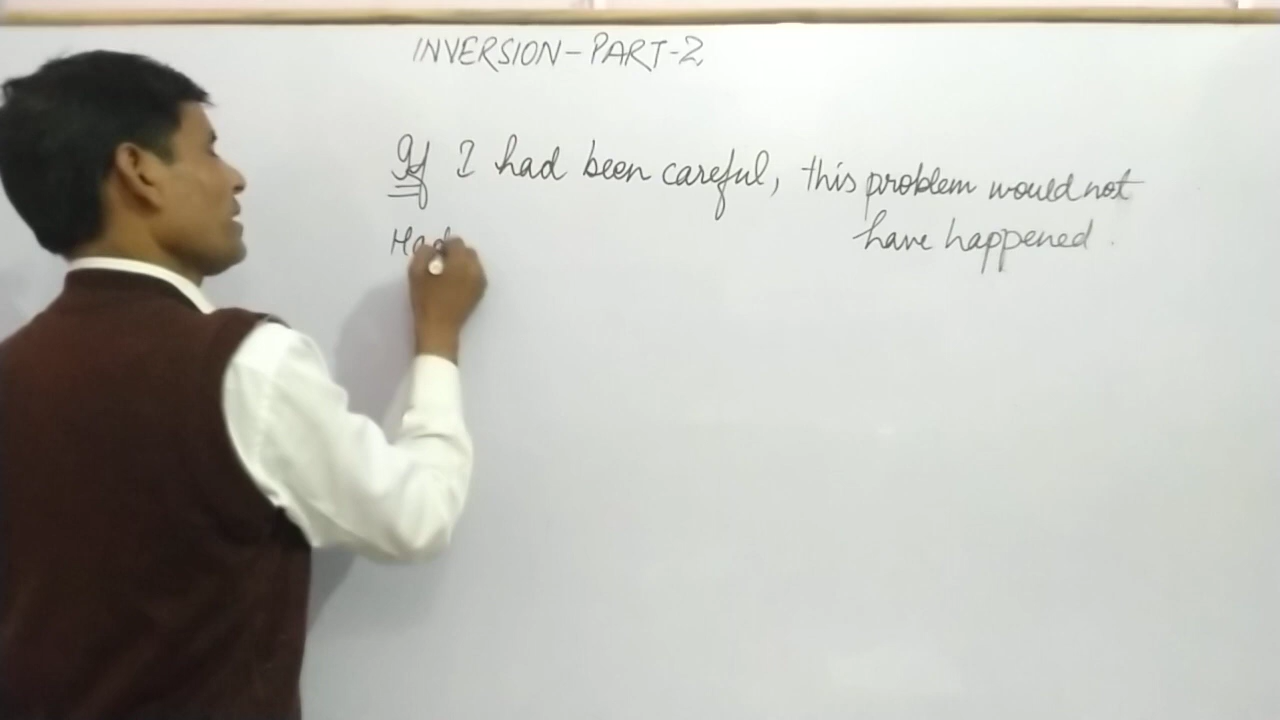 INVERSION-PART-2
If I had been careful, this problem would not
have happened.
Had